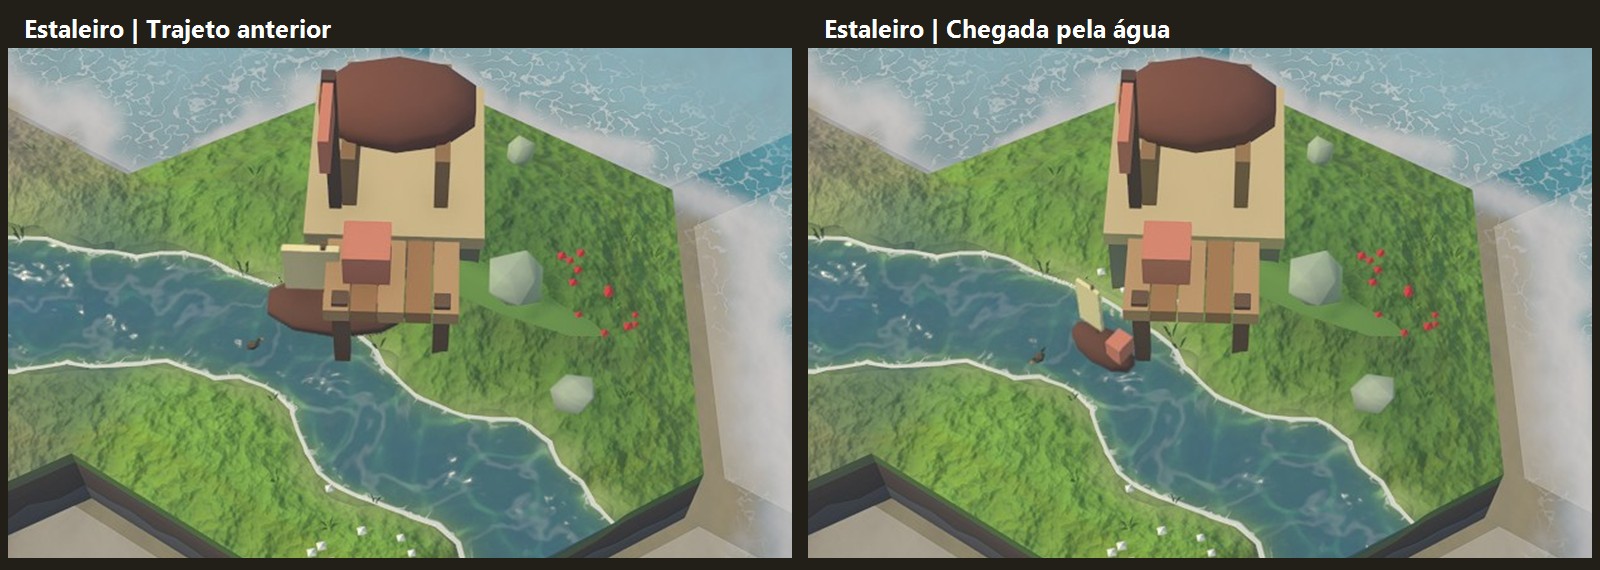 Estaleiro | Trajeto anterior
Estaleiro | Chegada pela água